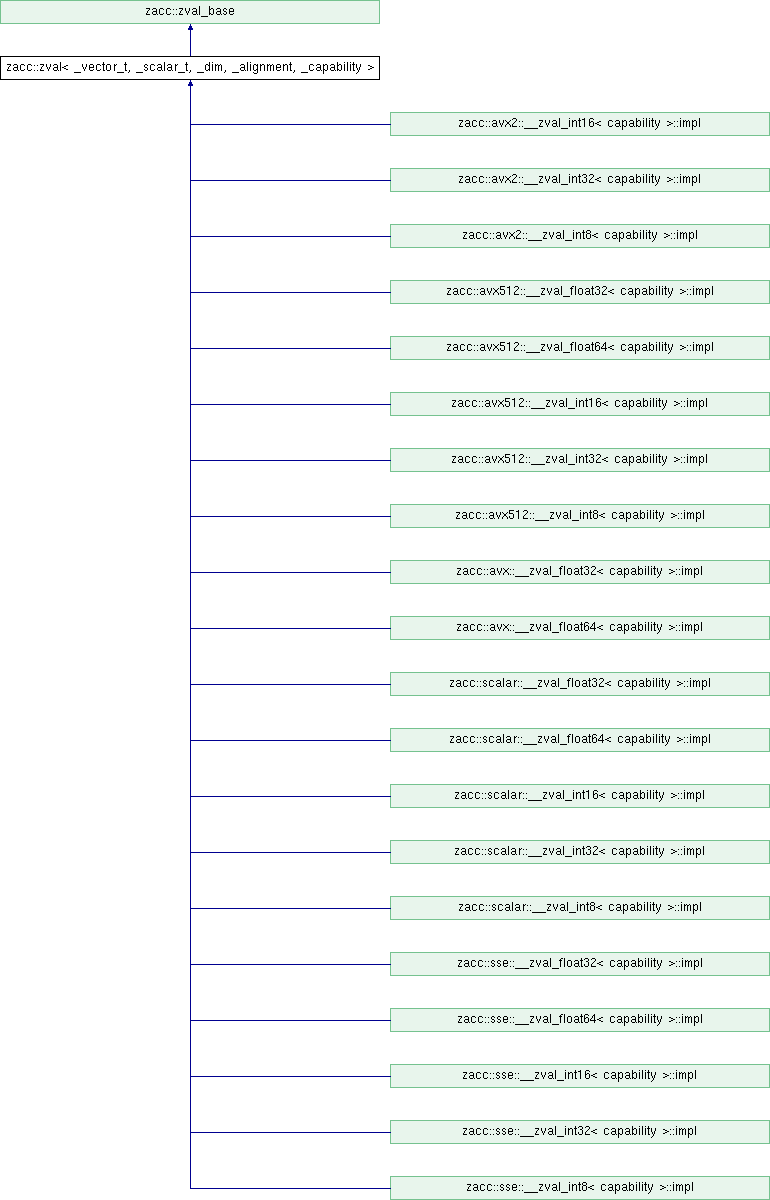 zacc::zval_base
zacc::zval< _vector_t, _scalar_t, _dim, _alignment, _capability >
zacc::avx2::__zval_int16< capability >::impl
zacc::avx2::__zval_int32< capability >::impl
zacc::avx2::__zval_int8< capability >::impl
zacc::avx512::__zval_float32< capability >::impl
zacc::avx512::__zval_float64< capability >::impl
zacc::avx512::__zval_int16< capability >::impl
zacc::avx512::__zval_int32< capability >::impl
zacc::avx512::__zval_int8< capability >::impl
zacc::avx::__zval_float32< capability >::impl
zacc::avx::__zval_float64< capability >::impl
zacc::scalar::__zval_float32< capability >::impl
zacc::scalar::__zval_float64< capability >::impl
zacc::scalar::__zval_int16< capability >::impl
zacc::scalar::__zval_int32< capability >::impl
zacc::scalar::__zval_int8< capability >::impl
zacc::sse::__zval_float32< capability >::impl
zacc::sse::__zval_float64< capability >::impl
zacc::sse::__zval_int16< capability >::impl
zacc::sse::__zval_int32< capability >::impl
zacc::sse::__zval_int8< capability >::impl